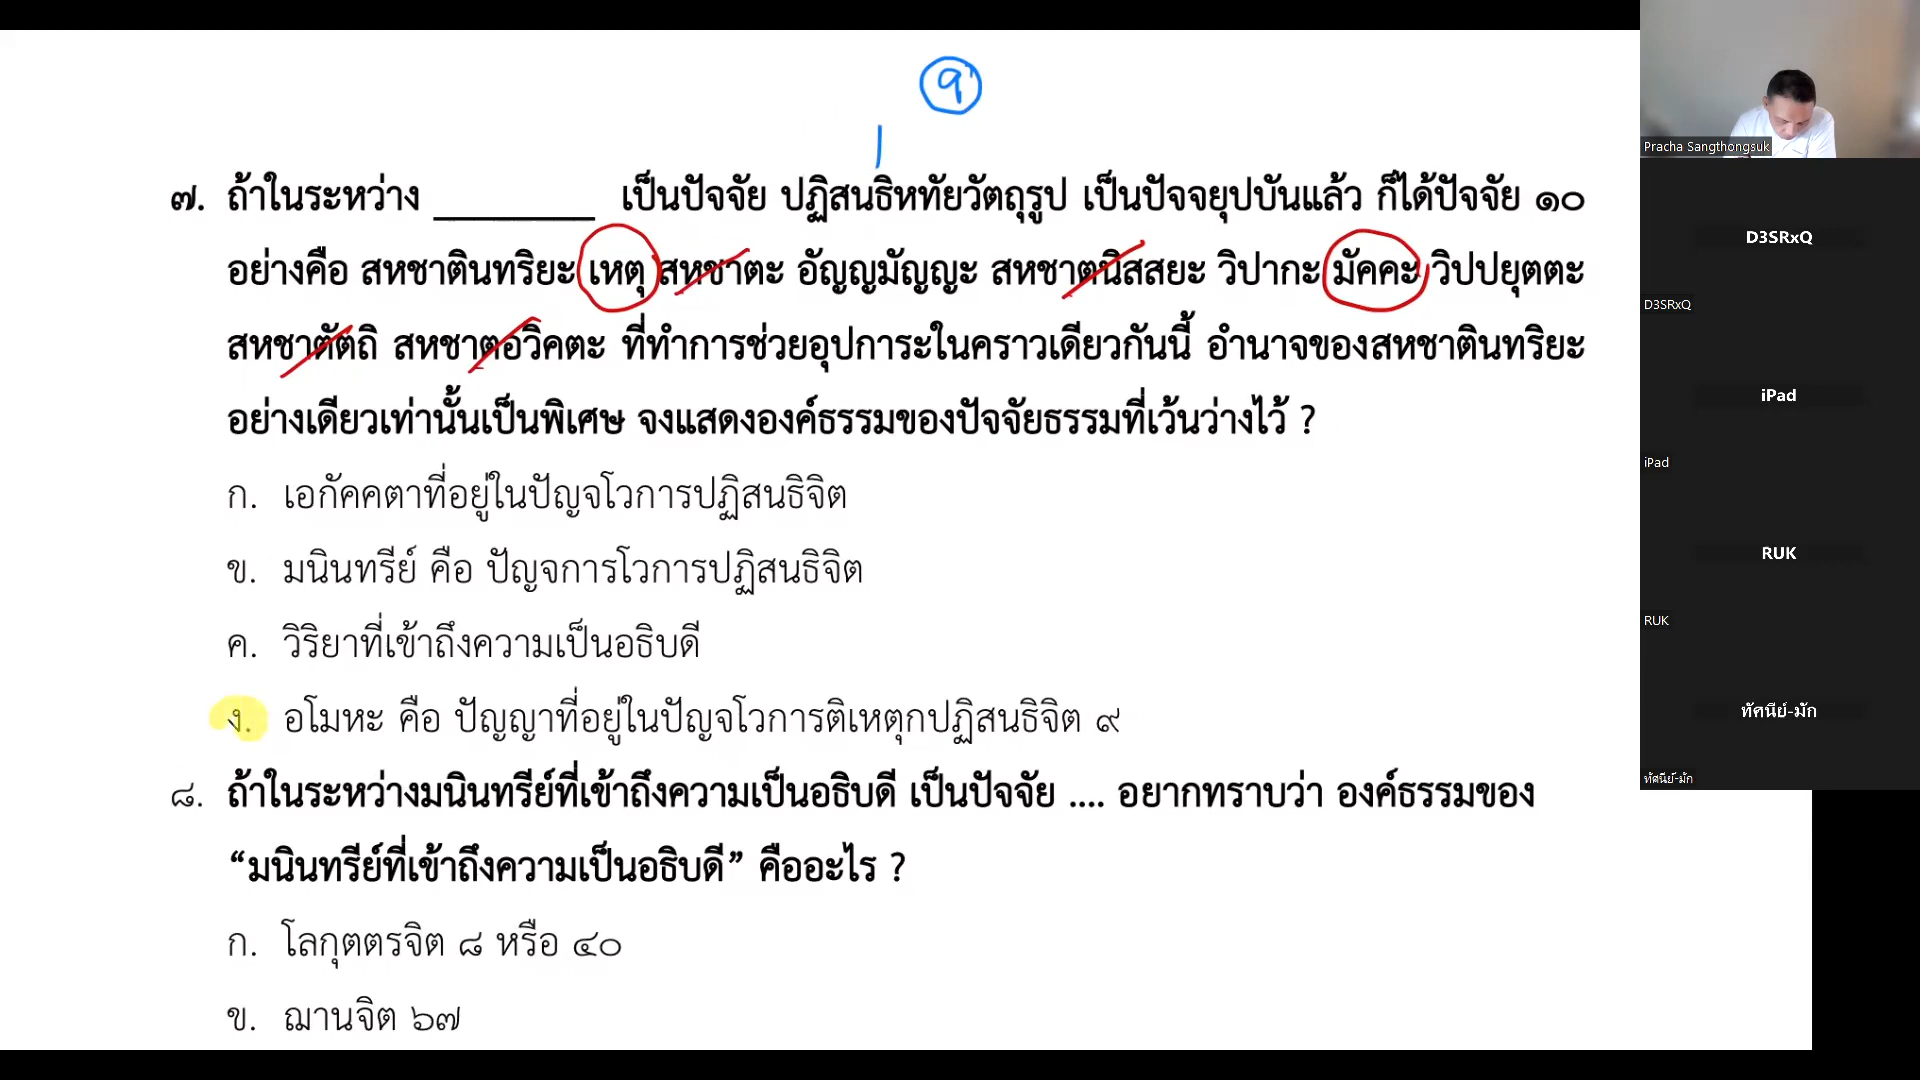 ๙
๗. ถ้าในระหว่าง ________ เป็นปัจจัย ปฏิสนธิหทัยวัตถุรูป เป็นปัจจยุปบันแล้ว ก็ได้ปัจจัย ๑๐
อย่างคือ สหชาตินทริยะ เหตุ สหชาตะ อัญญมัญญะ สหชาตนิสสยะ วิปากะ มัคคะ วิปปยุตตะ
สหชาตัตถิ สหชาตอวิคตะ ที่ทำการช่วยอุปการะในคราวเดียวกันนี้ อำนาจของสหชาตินทริยะ
อย่างเดียวเท่านั้นเป็นพิเศษ จงแสดงองค์ธรรมของปัจจัยธรรมที่เว้นว่างไว้ ?
ก. เอกัคคตาที่อยู่ในปัญจโวการปฏิสนธิจิต
ข. มนินทรีย์ คือ ปัญจการโวการปฏิสนธิจิต
ค. วิริยาที่เข้าถึงความเป็นอธิบดี
ง. อโมหะ คือ ปัญญาที่อยู่ในปัญจโวการติเหตุกปฏิสนธิจิต ๙
๘. ถ้าในระหว่างมนินทรีย์ที่เข้าถึงความเป็นอธิบดี เป็นปัจจัย .... อยากทราบว่า องค์ธรรมของ
“มนินทรีย์ที่เข้าถึงความเป็นอธิบดี” คืออะไร ?
ก. โลกุตตรจิต ๘ หรือ ๔๐
ข. ฌานจิต ๖๗
Pracha Sangthongsuk
D3SRxQ
D3SRxQ
iPad
iPad
RUK
RUK
ทัศนีย์-มัก
ทัศนีย์-มัก